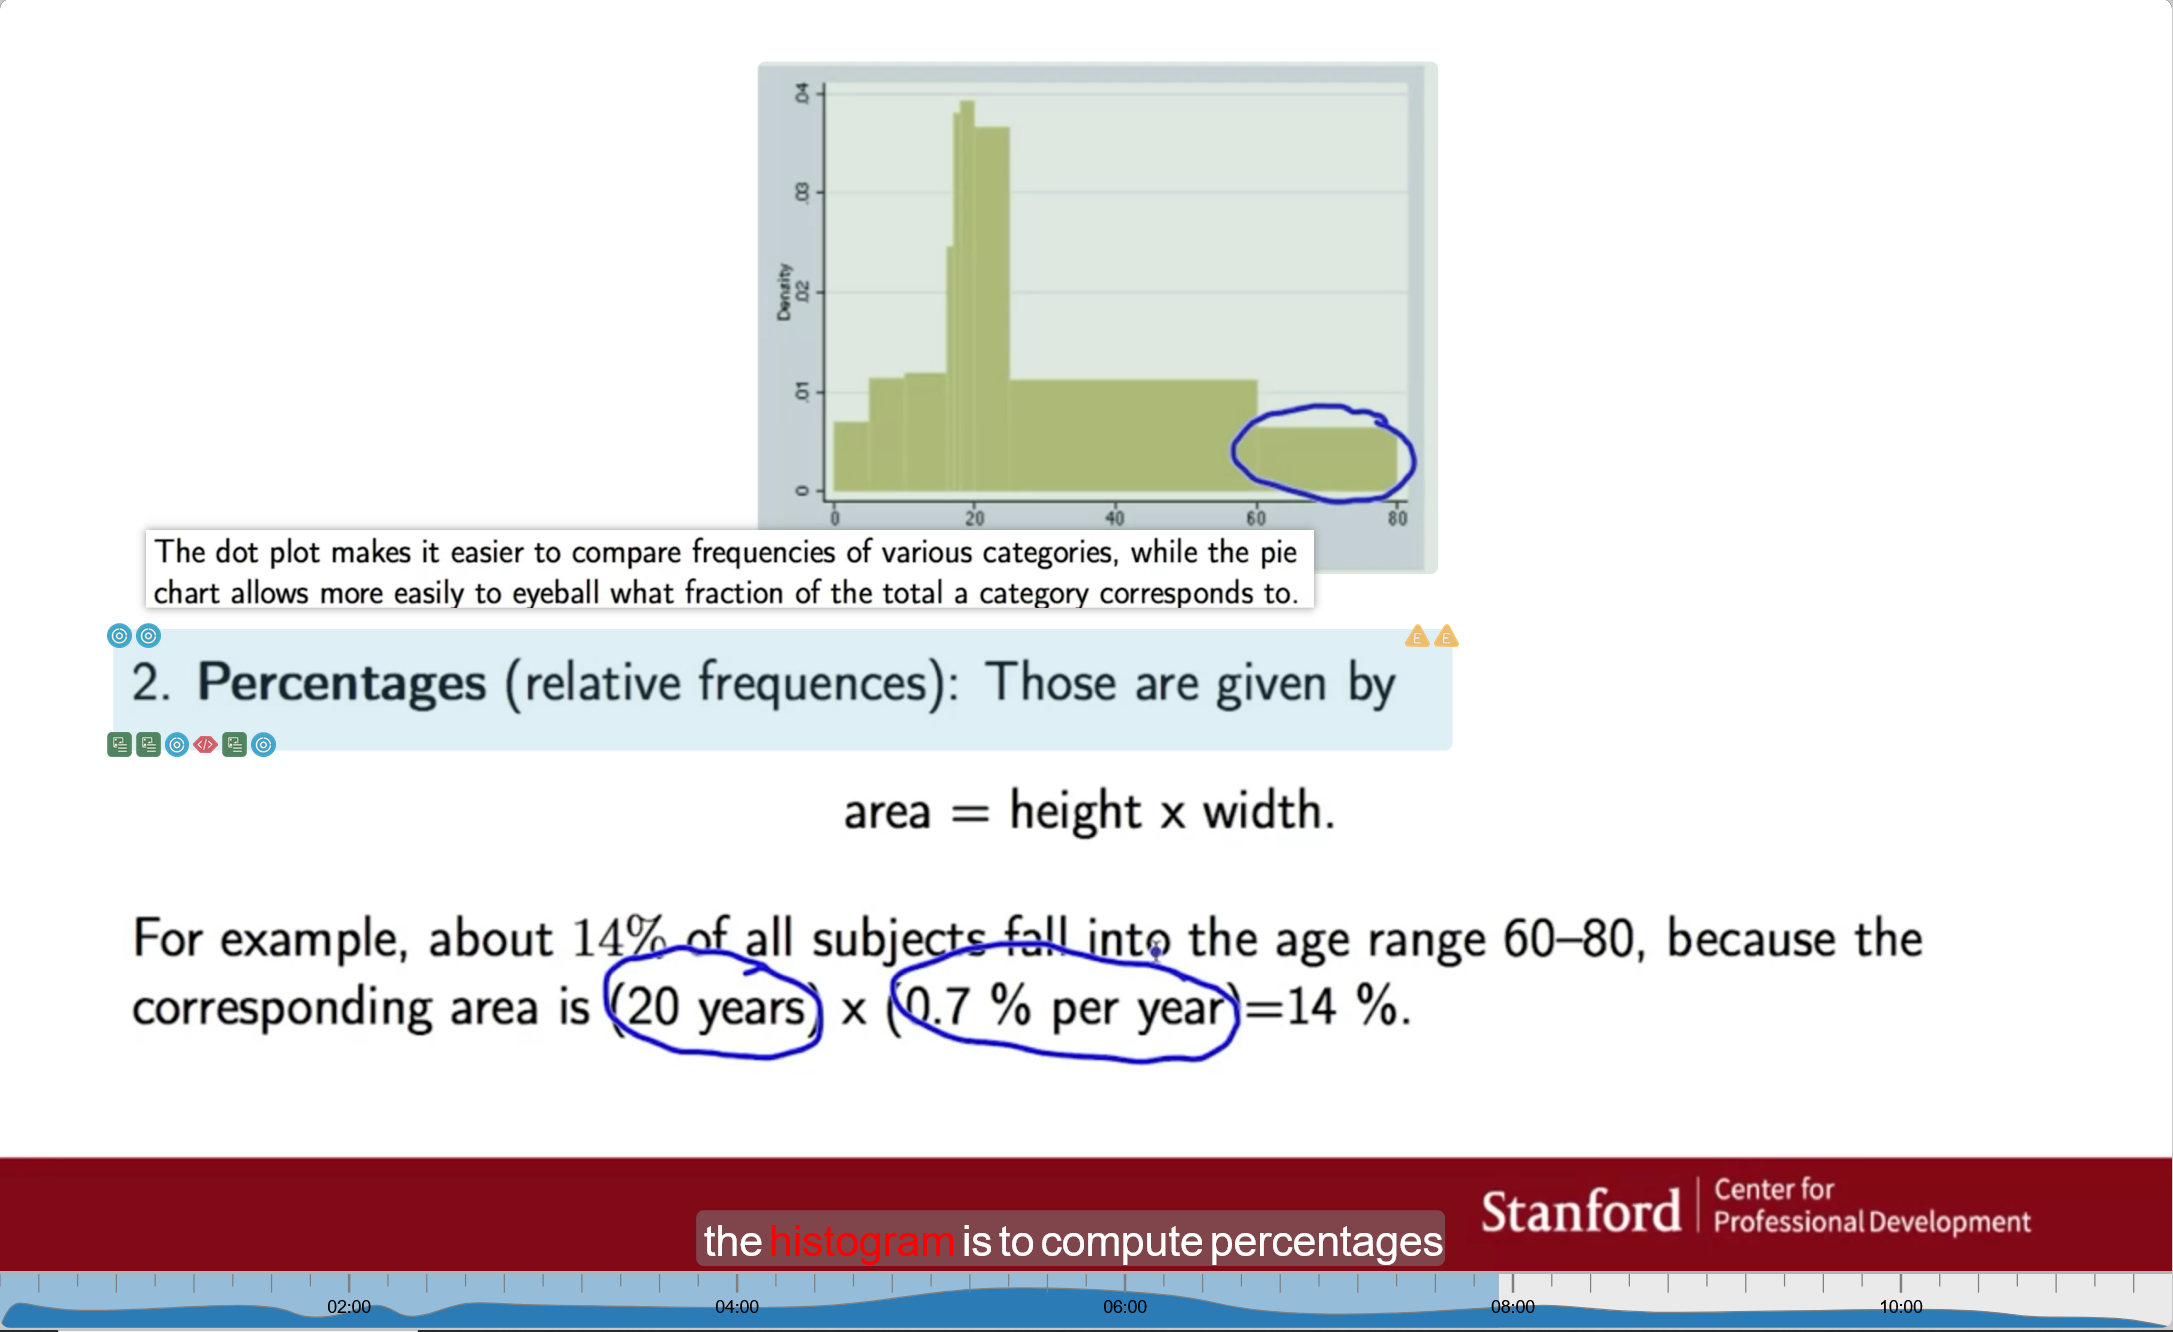 .04
.03
.02
.01
0
Density
0 20 40 60 80
The dot plot makes it easier to compare frequencies of various categories, while the pie
chart allows more easily to eyeball what fraction of the total a category corresponds to.
E E
2. Percentages (relative frequences): Those are given by
</>
area = height x width.
For example, about 14% of all subjects fall into the age range 60–80, because the
corresponding area is (20 years) x (0.7 % per year)=14 %.
Stanford
Center for
Professional Development
the histogram is to compute percentages
02:00 04:00 06:00 08:00 10:00